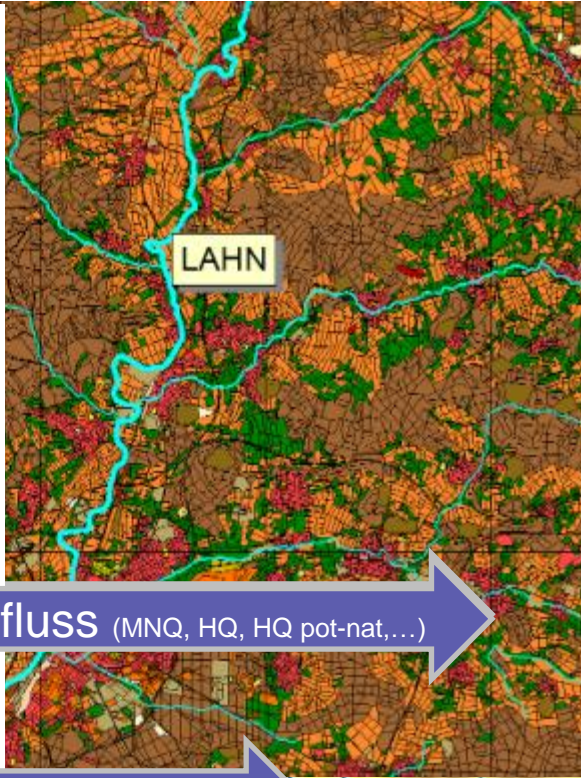 LAHN
fluss (MNQ, HQ, HQ pot-nat,…)